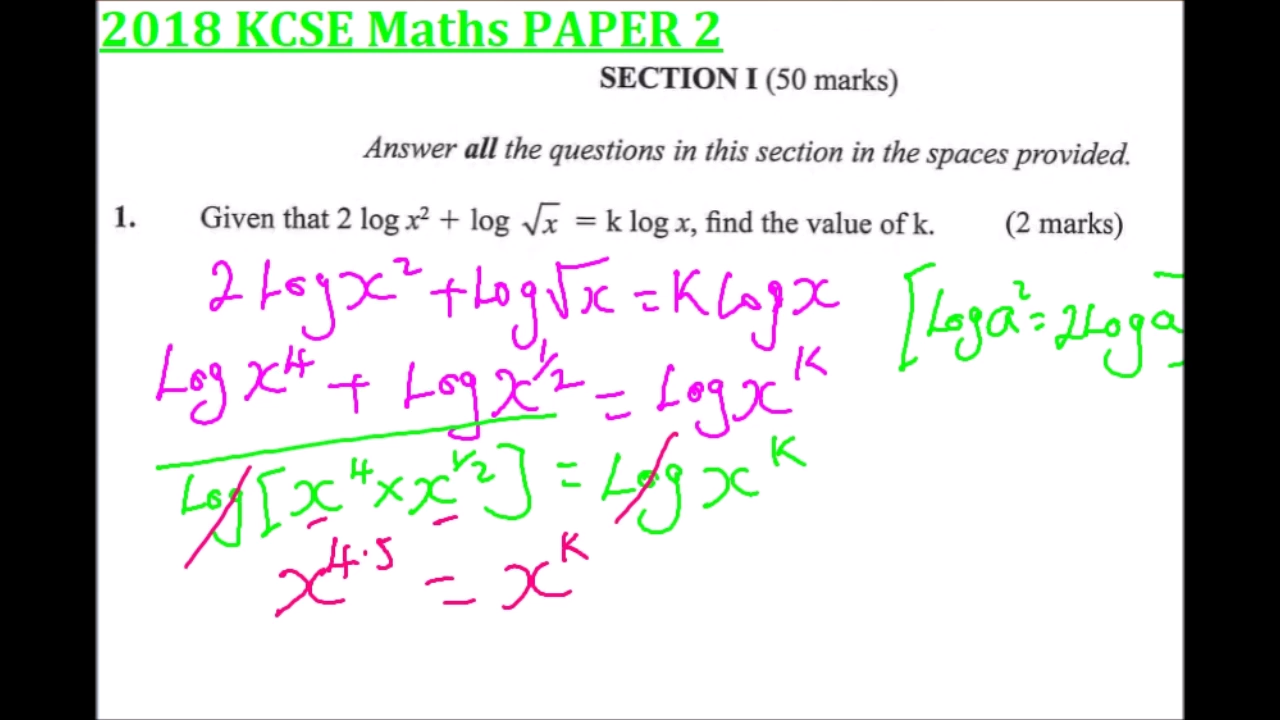 2018 KCSE Maths PAPER 2
SECTION I (50 marks)
Answer all the questions in this section in the spaces provided.
1. Given that 2 log x² + log √x = k log x, find the value of k. (2 marks)
2 Log x² + Log √x = K Log x [Log a² = 2Log a
Log x⁴ + Log x^1/2 = Log x^K
Log [x⁴ × x^1/2] = Log x^K
x^4.5 = x^K